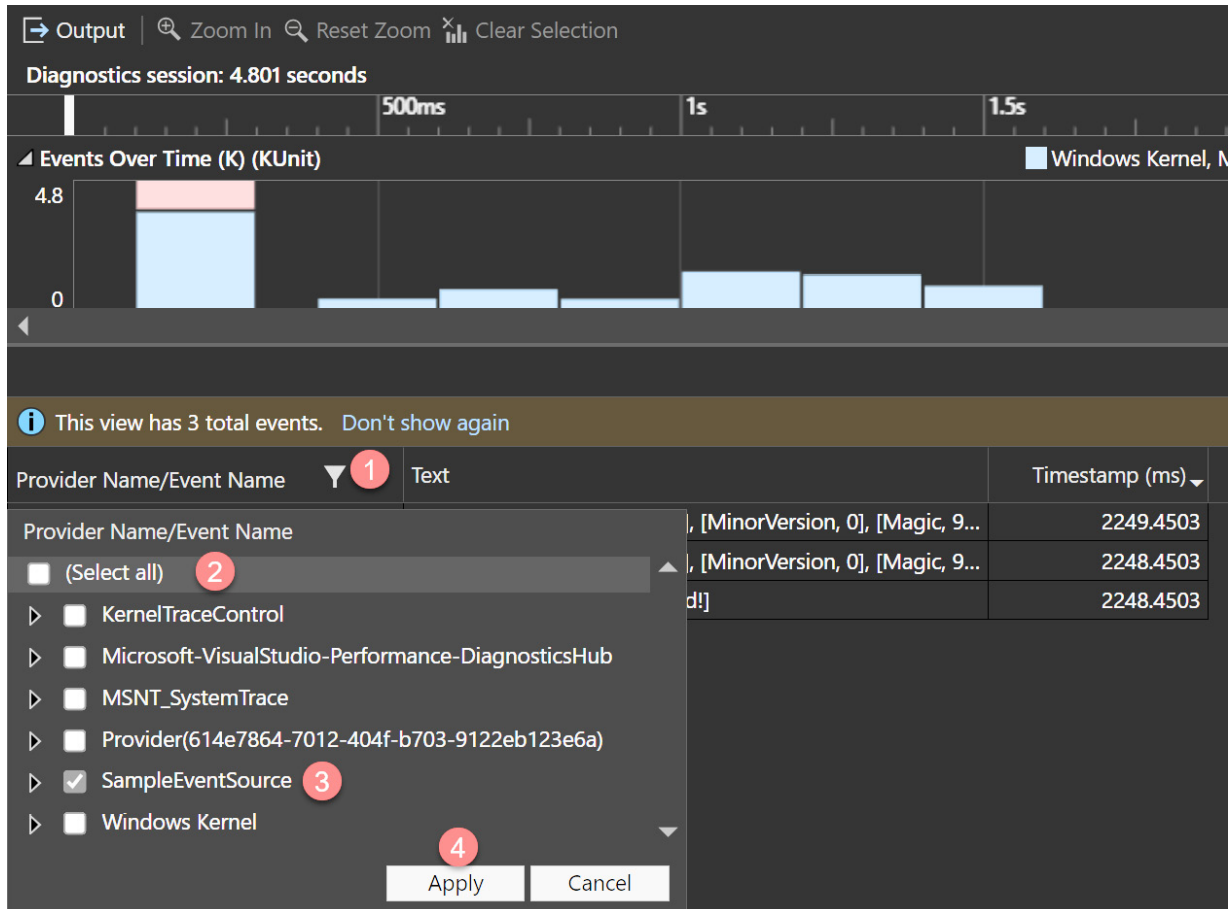 Output Zoom In Reset Zoom Clear Selection
Diagnostics session: 4.801 seconds
500ms 1s 1.5s
Events Over Time (K) (KUnit) Windows Kernel,
4.8
0
This view has 3 total events. Don't show again
Provider Name/Event Name 1 Text Timestamp (ms)
Provider Name/Event Name ], [MinorVersion, 0], [Magic, 9... 2249.4503
(Select all) 2 ], [MinorVersion, 0], [Magic, 9... 2248.4503
KernelTraceControl d!] 2248.4503
Microsoft-VisualStudio-Performance-DiagnosticsHub
MSNT_SystemTrace
Provider(614e7864-7012-404f-b703-9122eb123e6a)
SampleEventSource 3
Windows Kernel
4
Apply Cancel